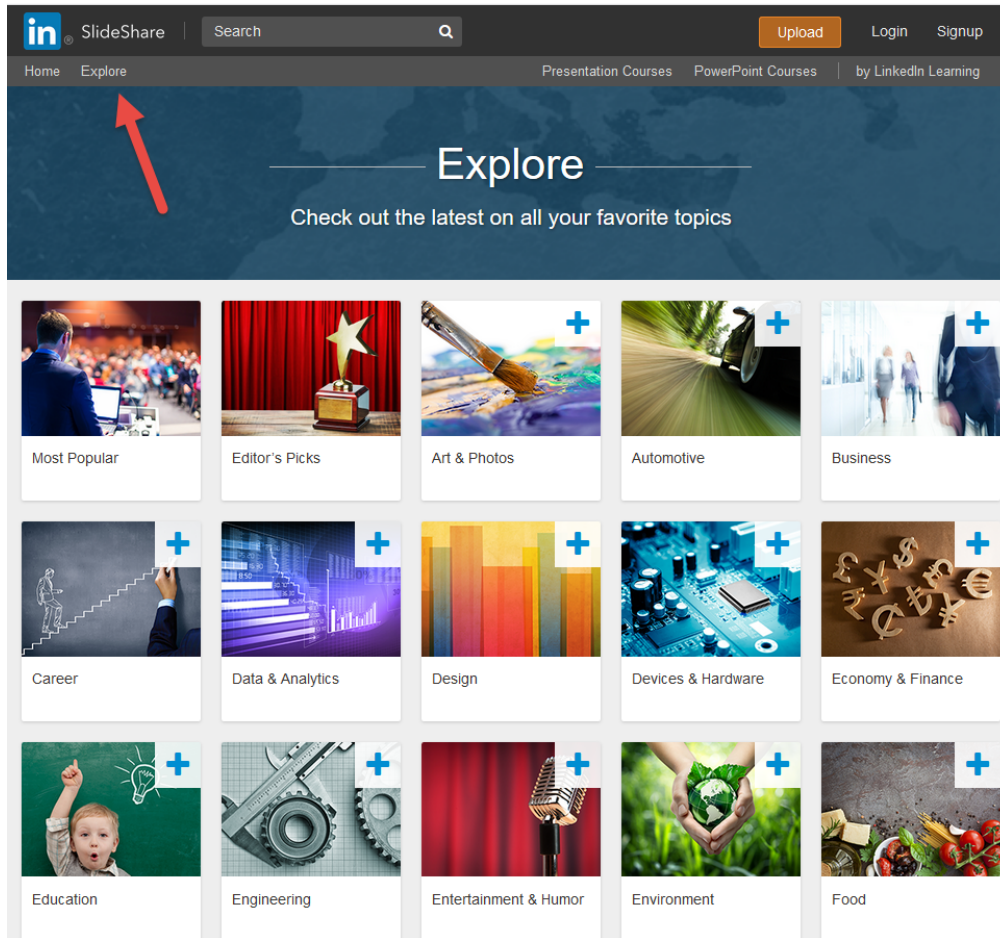 in® SlideShare Search Upload Login Signup
Home Explore Presentation Courses PowerPoint Courses by LinkedIn Learning
Explore
Check out the latest on all your favorite topics
Most Popular Editor's Picks Art & Photos Automotive Business
Career Data & Analytics Design Devices & Hardware Economy & Finance
Education Engineering Entertainment & Humor Environment Food